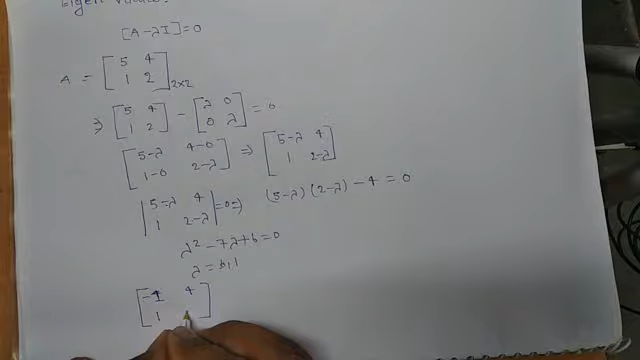 Eigen values:
[A-λI]=0
A = [5 4
1 2]2×2
⇒ [5 4
1 2] - [λ 0
0 λ] = 0
[5-λ 4-0
1-0 2-λ] ⇒ [5-λ 4
1 2-λ]
|5-λ 4
1 2-λ| =0⇒ (5-λ) (2-λ) - 4 = 0
λ² - 7λ+6=0
λ = 6,1
[-1 4
1